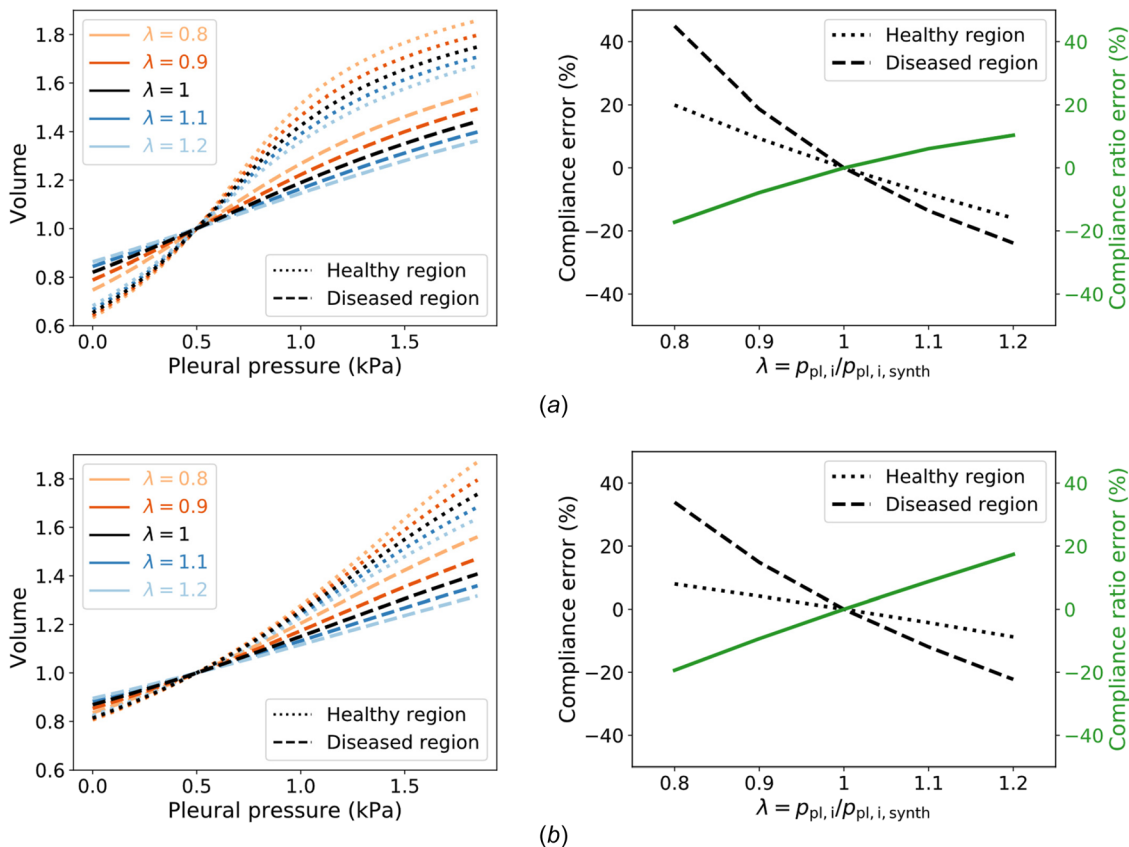 λ = 0.8
λ = 0.9
λ = 1
λ = 1.1
λ = 1.2
Healthy region
Diseased region
Volume
1.8
1.6
1.4
1.2
1.0
0.8
0.6
0.0 0.5 1.0 1.5
Pleural pressure (kPa)
Healthy region
Diseased region
Compliance error (%)
40
20
0
−20
−40
Compliance ratio error (%)
40
20
0
−20
−40
0.8 0.9 1 1.1 1.2
λ = p_pl, i/p_pl, i, synth
(a)
λ = 0.8
λ = 0.9
λ = 1
λ = 1.1
λ = 1.2
Healthy region
Diseased region
Volume
1.8
1.6
1.4
1.2
1.0
0.8
0.6
0.0 0.5 1.0 1.5
Pleural pressure (kPa)
Healthy region
Diseased region
Compliance error (%)
40
20
0
−20
−40
Compliance ratio error (%)
40
20
0
−20
−40
0.8 0.9 1 1.1 1.2
λ = p_pl, i/p_pl, i, synth
(b)